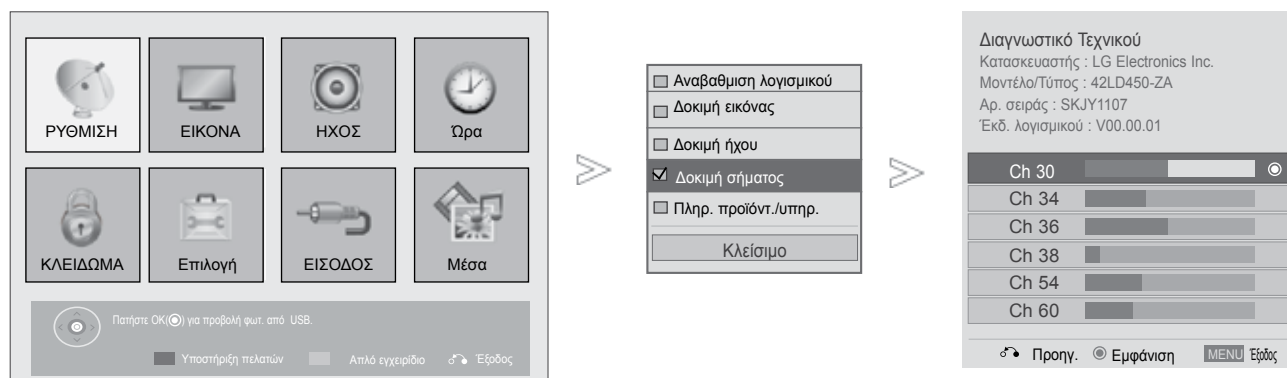 ΡΥΘΜΙΣΗ
ΕΙΚΟΝΑ
ΗΧΟΣ
Ώρα
ΚΛΕΙΔΩΜΑ
Επιλογή
ΕΙΣΟΔΟΣ
Μέσα
Πατήστε OK(◉) για προβολή φωτ. από USB.
Υποστήριξη πελατών
Απλό εγχειρίδιο
Έξοδος
Αναβαθμιση λογισμικού
Δοκιμή εικόνας
Δοκιμή ήχου
Δοκιμή σήματος
Πληρ. προϊόντ./υπηρ.
Κλείσιμο
Διαγνωστικό Τεχνικού
Κατασκευαστής : LG Electronics Inc.
Μοντέλο/Τύπος : 42LD450-ZA
Αρ. σειράς : SKJY1107
Έκδ. λογισμικού : V00.00.01
Ch 30
Ch 34
Ch 36
Ch 38
Ch 54
Ch 60
Προηγ. ◉ Εμφάνιση MENU Έξοδος